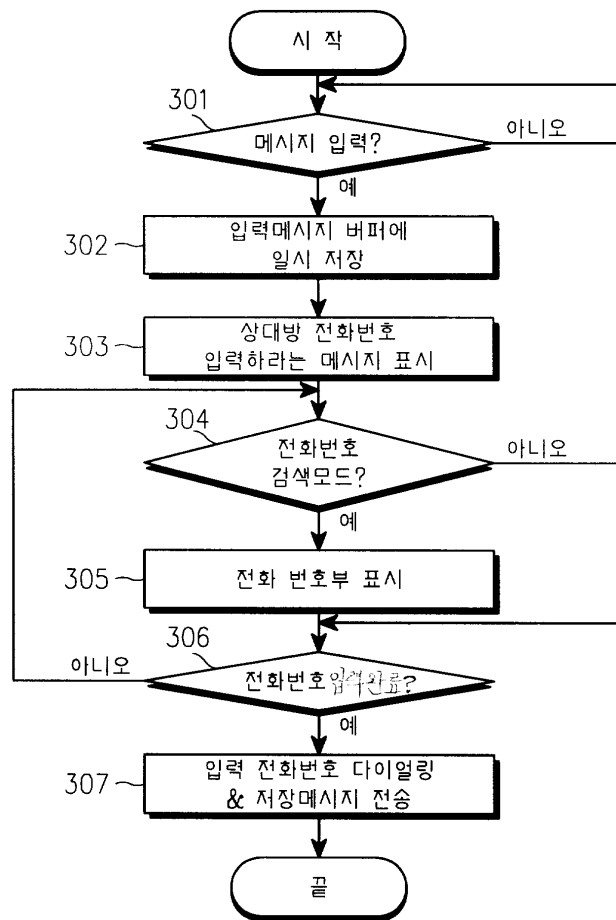 시 작
301
메시지 입력?
아니오
예
302
입력메시지 버퍼에
일시 저장
303
상대방 전화번호
입력하라는 메시지 표시
304
전화번호
검색모드?
아니오
예
305
전화 번호부 표시
306
아니오
전화번호 입력완료?
예
307
입력 전화번호 다이얼링
& 저장메시지 전송
끝